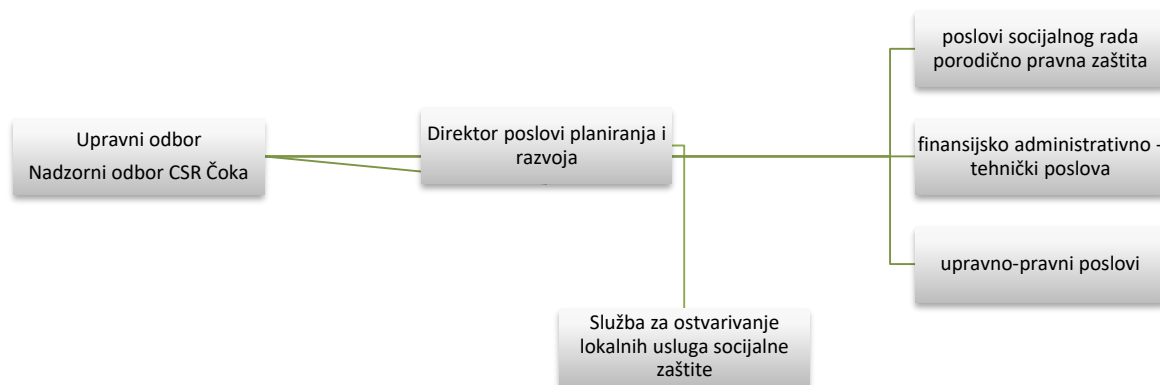 Upravni odbor
Nadzorni odbor CSR Čoka
Direktor poslovi planiranja i
razvoja
poslovi socijalnog rada
porodično pravna zaštita
finansijsko administrativno -
tehnički poslova
upravno-pravni poslovi
Služba za ostvarivanje
lokalnih usluga socijalne
zaštite